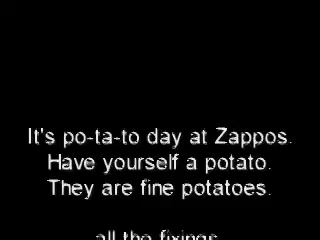 It's po-ta-to day at Zappos.
Have yourself a potato.
They are fine potatoes.
all the fixings